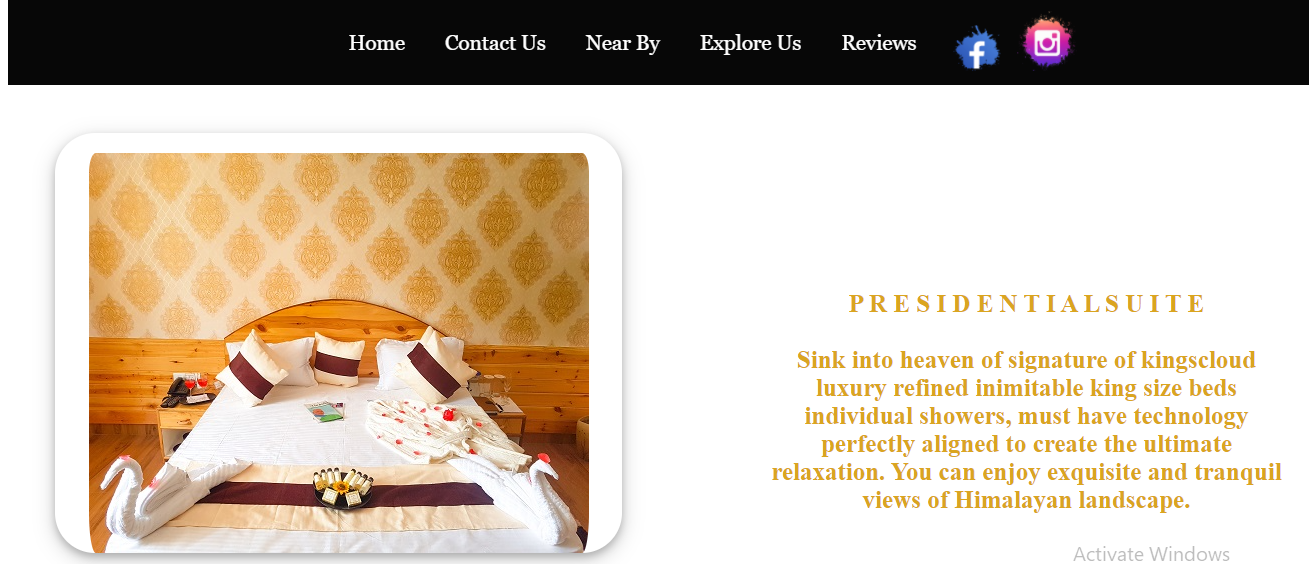 Home Contact Us Near By Explore Us Reviews
P R E S I D E N T I A L S U I T E
Sink into heaven of signature of kingscloud
luxury refined inimitable king size beds
individual showers, must have technology
perfectly aligned to create the ultimate
relaxation. You can enjoy exquisite and tranquil
views of Himalayan landscape.
Activate Windows